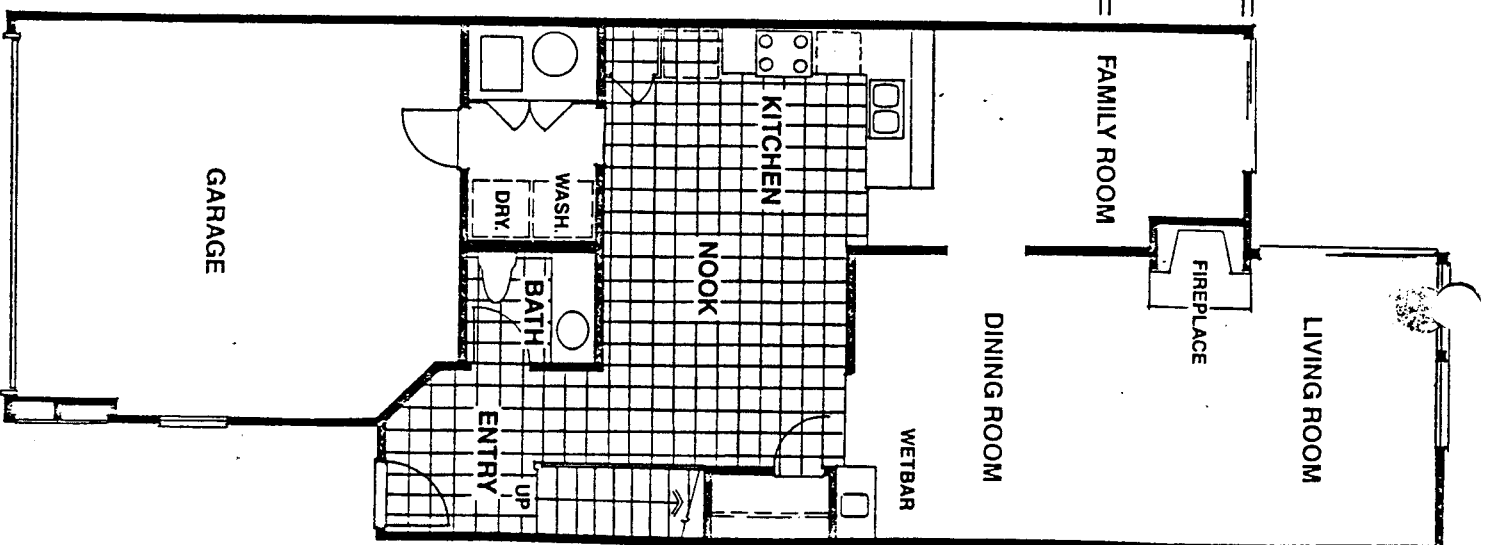 GARAGE
DRY.
WASH.
BATH
ENTRY
UP
KITCHEN
NOOK
WETBAR
DINING ROOM
FAMILY ROOM
FIREPLACE
LIVING ROOM